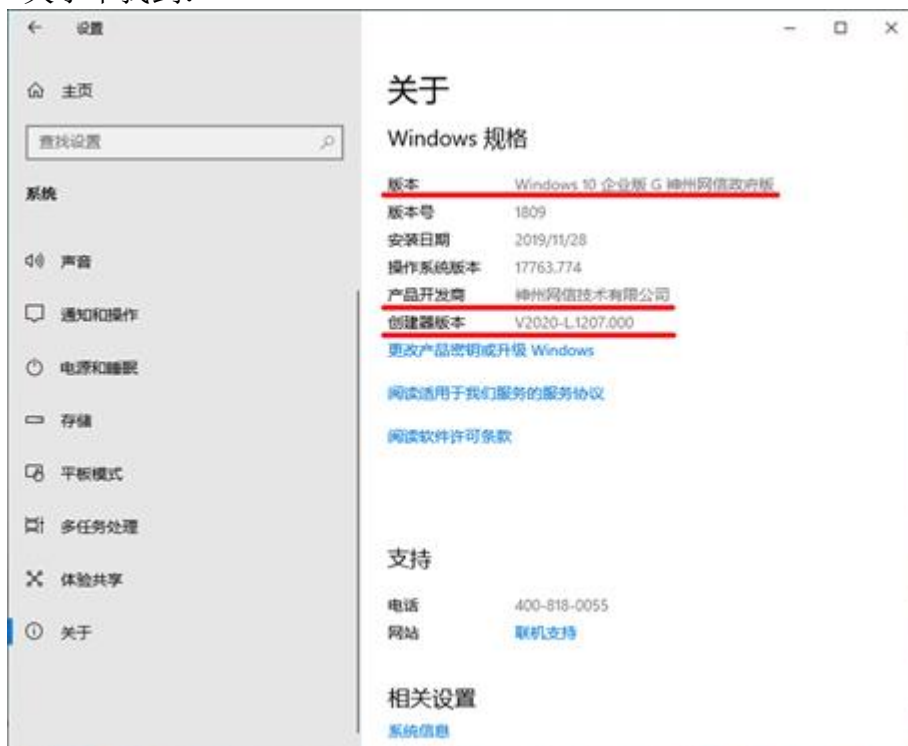 设置
主页
查找设置
系统
声音
通知和操作
电源和睡眠
存储
平板模式
多任务处理
体验共享
关于
关于
Windows 规格
版本 Windows 10 企业版 G 神州网信政府版
版本号 1809
安装日期 2019/11/28
操作系统版本 17763.774
产品开发商 神州网信技术有限公司
创建器版本 V2020-L.1207.000
更改产品密钥或升级 Windows
阅读适用于我们服务的服务协议
阅读软件许可条款
支持
电话 400-818-0055
网站 联机支持
相关设置
系统信息